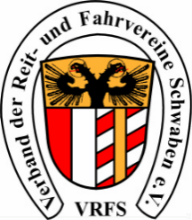 Verband der Reit- und Fahrvereine Schwaben e.V.
VRFS